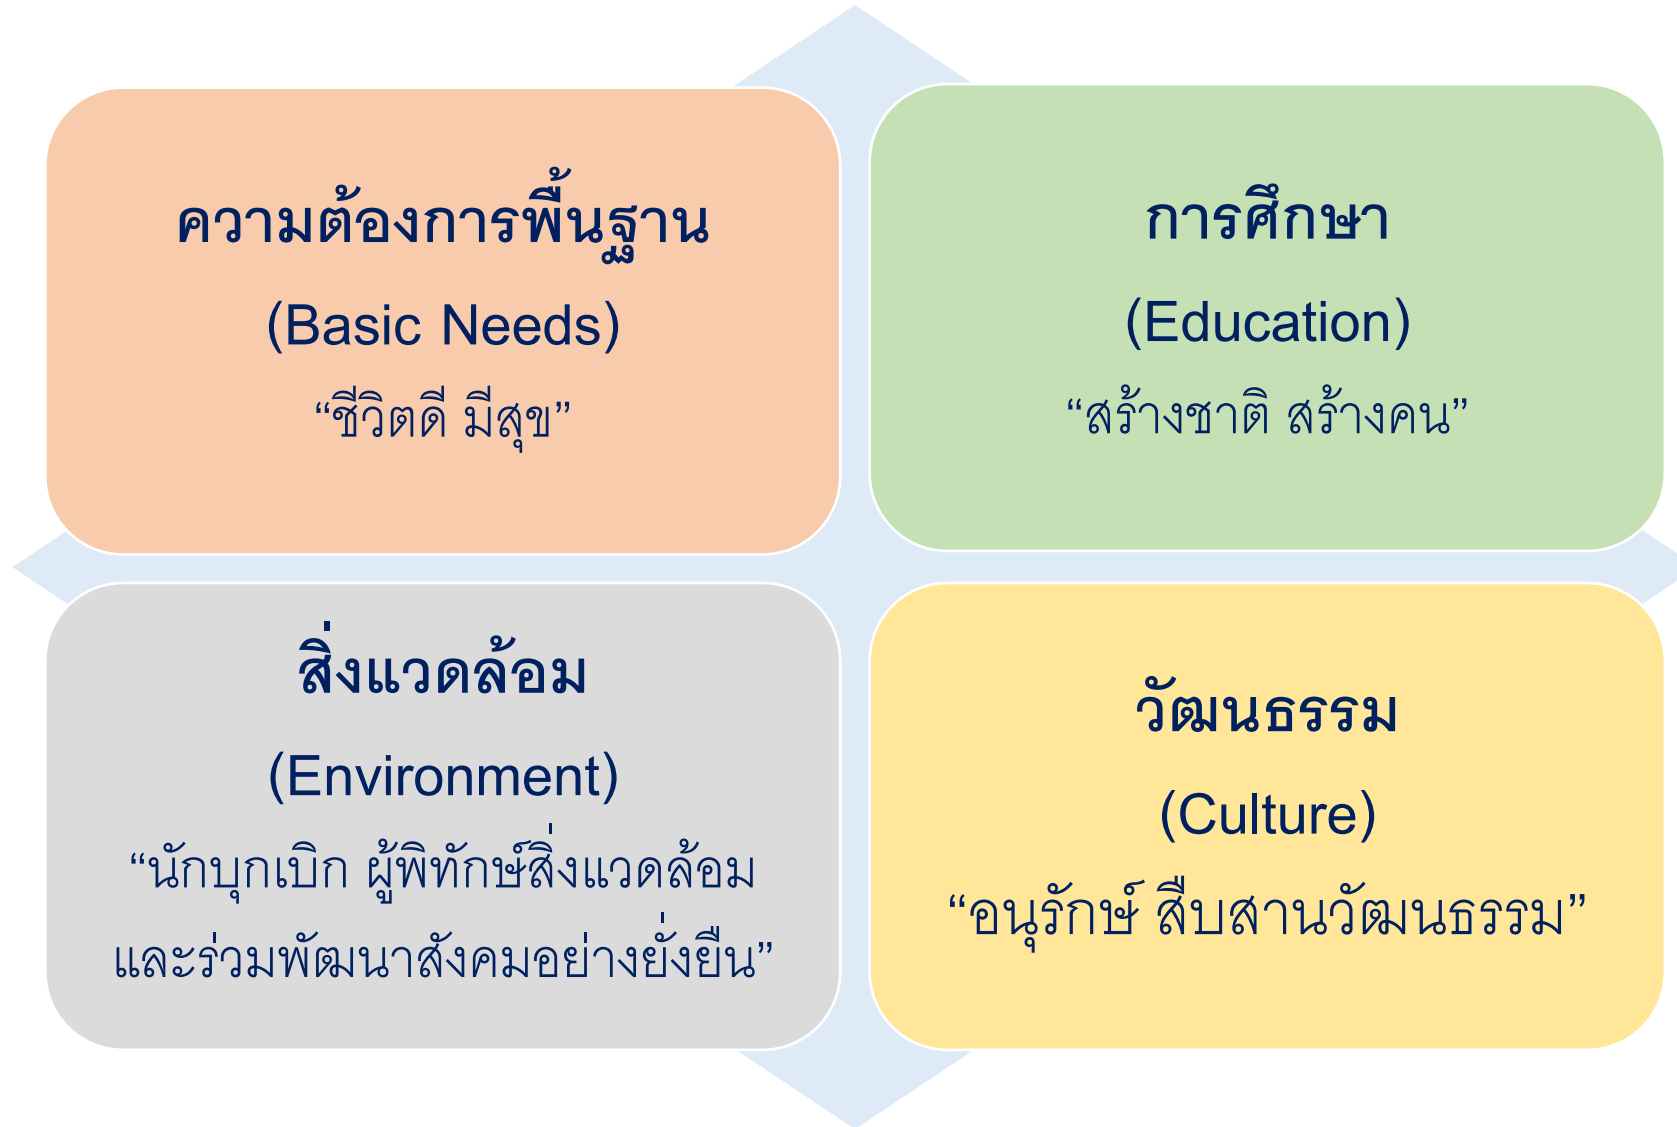 ความต้องการพื้นฐาน
(Basic Needs)
“ชีวิตดี มีสุข”
การศึกษา
(Education)
“สร้างชาติ สร้างคน”
สิ่งแวดล้อม
(Environment)
“นักบุกเบิก ผู้พิทักษ์สิ่งแวดล้อม
และร่วมพัฒนาสังคมอย่างยั่งยืน”
วัฒนธรรม
(Culture)
“อนุรักษ์ สืบสานวัฒนธรรม”